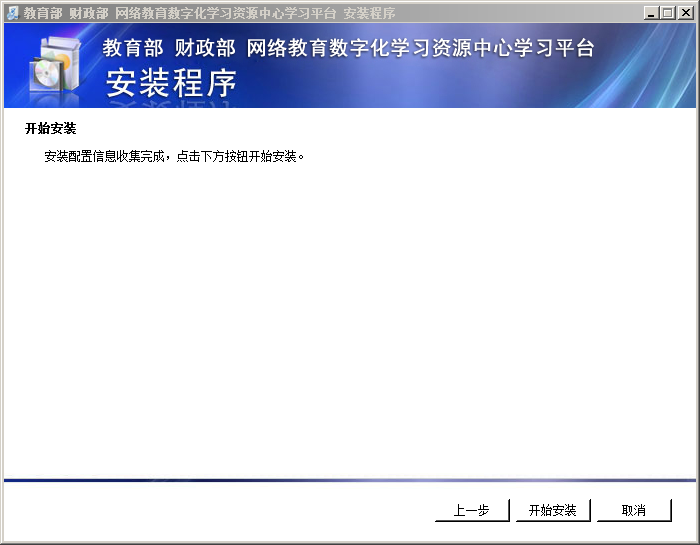 教育部 财政部 网络教育数字化学习资源中心学习平台 安装程序
教育部 财政部 网络教育数字化学习资源中心学习平台
安装程序
开始安装
安装配置信息收集完成，点击下方按钮开始安装。
上一步 开始安装 取消